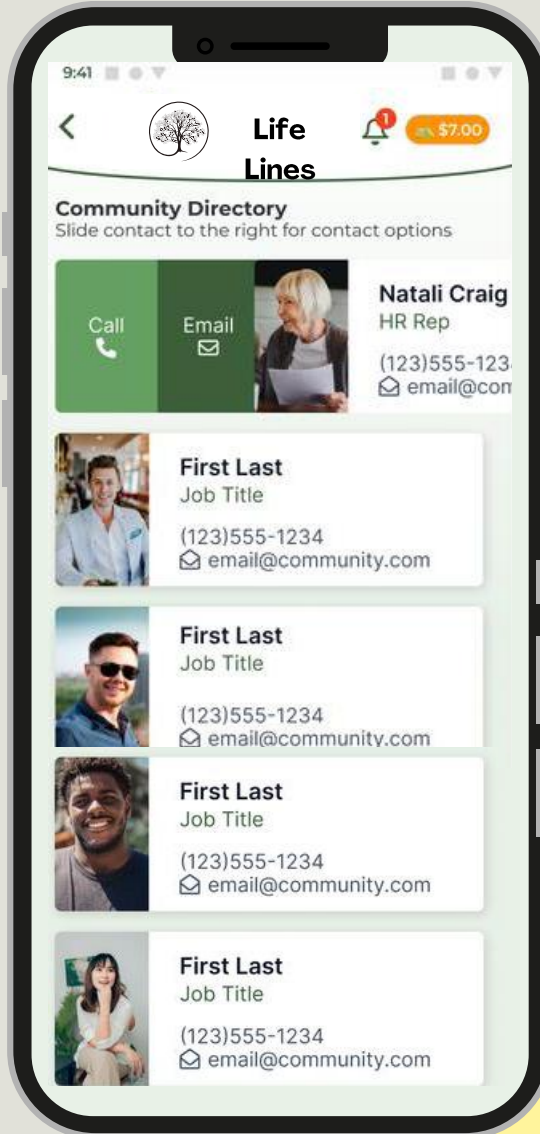 9:41
1
$7.00
Life
Lines
Community Directory
Slide contact to the right for contact options
Call
Email
Natali Craig
HR Rep
(123)555-123
email@com
First Last
Job Title
(123)555-1234
email@community.com
First Last
Job Title
(123)555-1234
email@community.com
First Last
Job Title
(123)555-1234
email@community.com
First Last
Job Title
(123)555-1234
email@community.com